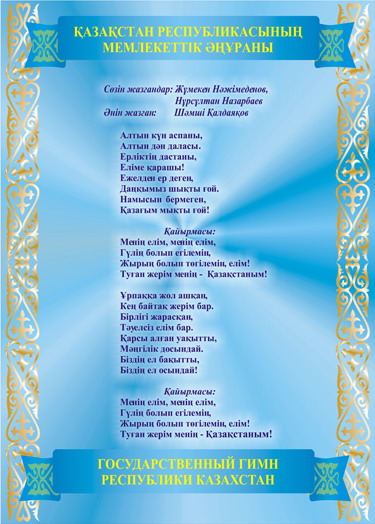 ҚАЗАҚСТАН РЕСПУБЛИКАСЫНЫҢ
МЕМЛЕКЕТТІК ӘНҰРАНЫ
Сөзін жазғандар: Жұмекен Нәжімеденов,
Нұрсұлтан Назарбаев
Әнін жазған: Шәмші Қалдаяқов
Алтын күн аспаны,
Алтын дән даласы.
Ерліктің дастаны,
Еліме қарашы!
Ежелден ер деген,
Даңқымыз шықты ғой.
Намысын бермеген,
Қазағым мықты ғой!
Қайырмасы:
Менің елім, менің елім,
Гүлің болып егілемін,
Жырың болып төгілемін, елім!
Туған жерім менің - Қазақстаным!
Ұрпаққа жол ашқан,
Кең байтақ жерім бар.
Бірлігі жарасқан,
Тәуелсіз елім бар.
Қарсы алған уақытты,
Мәңгілік досындай.
Біздің ел бақытты,
Біздің ел осындай!
Қайырмасы:
Менің елім, менің елім,
Гүлің болып егілемін,
Жырың болып төгілемін, елім!
Туған жерім менің - Қазақстаным!
ГОСУДАРСТВЕННЫЙ ГИМН
РЕСПУБЛИКИ КАЗАХСТАН